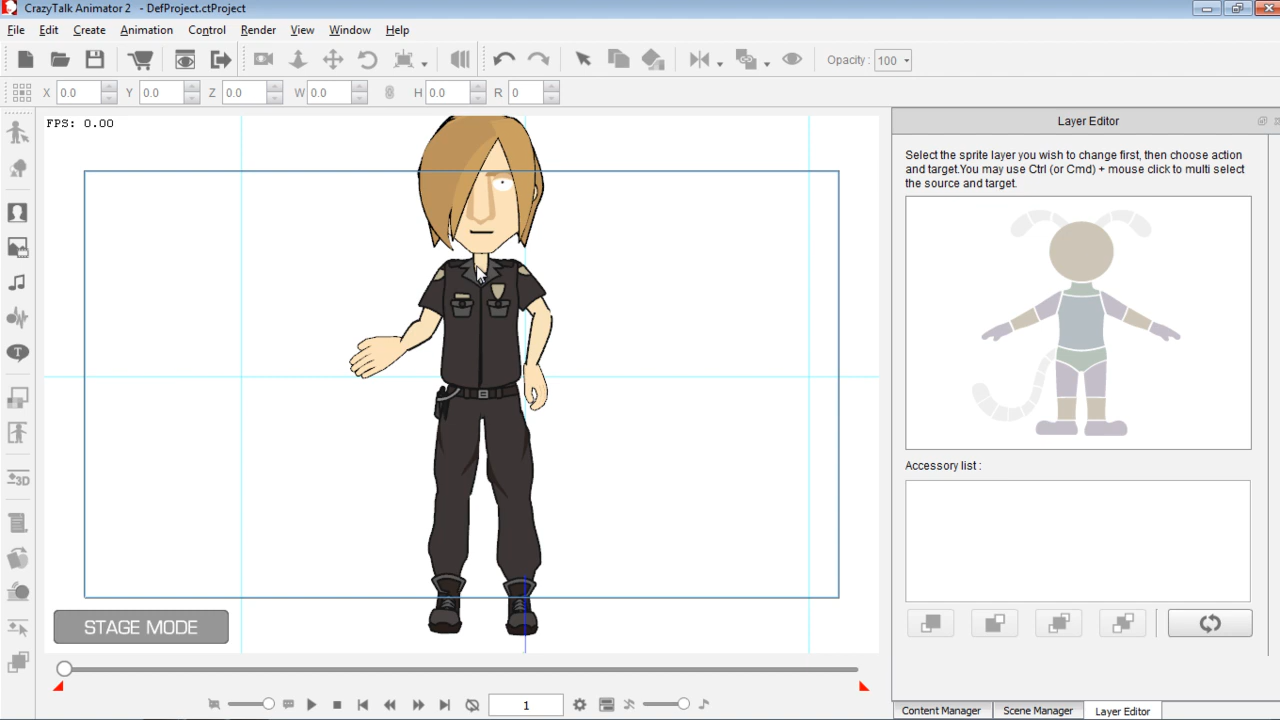 CrazyTalk Animator 2 - DefProject.ctProject
File Edit Create Animation Control Render View Window Help
Opacity : 100
X 0.0 Y 0.0 Z 0.0 W 0.0 H 0.0 R 0
FPS: 0.00
Layer Editor
Select the sprite layer you wish to change first, then choose action
and target.You may use Ctrl (or Cmd) + mouse click to multi select
the source and target.
Accessory list :
3D
STAGE MODE
1
Content Manager Scene Manager Layer Editor